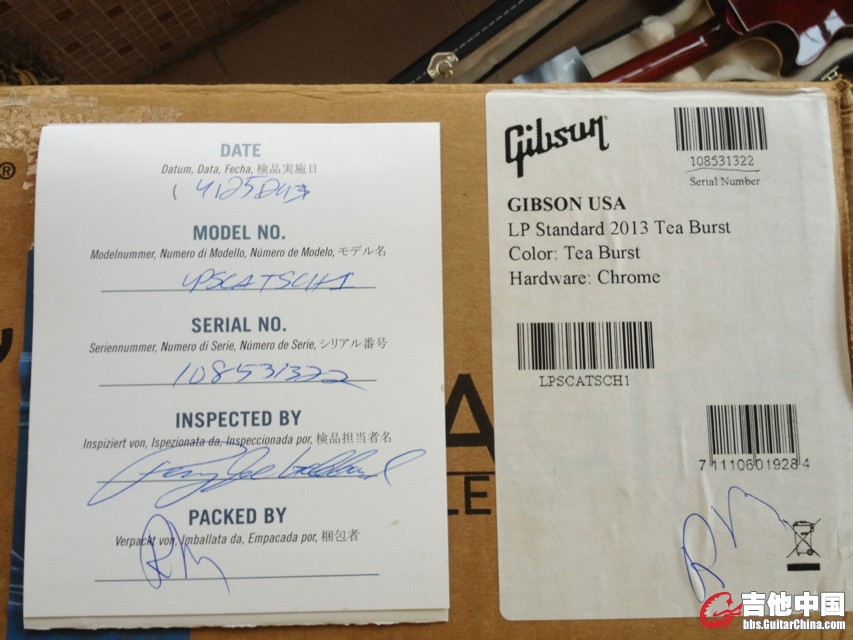 ®
DATE
Datum, Data, Fecha, 検品実施日
MODEL NO.
Modelnummer, Numero di Modello, Número de Modelo, モデル名
LPSCATSCH1
SERIAL NO.
Seriennummer, Numero di Serie, Número de Serie, シリアル番号
108531322
INSPECTED BY
Inspiziert von, Ispezionata da, Inspeccionada por, 検品担当者名
PACKED BY
Verpackt von, Imballata da, Empacada por, 梱包者
RM
Gibson
108531322
Serial Number
GIBSON USA
LP Standard 2013 Tea Burst
Color: Tea Burst
Hardware: Chrome
LPSCATSCH1
7 11106 01928 4
RM
A
LE
吉他中国
bbs.GuitarChina.com